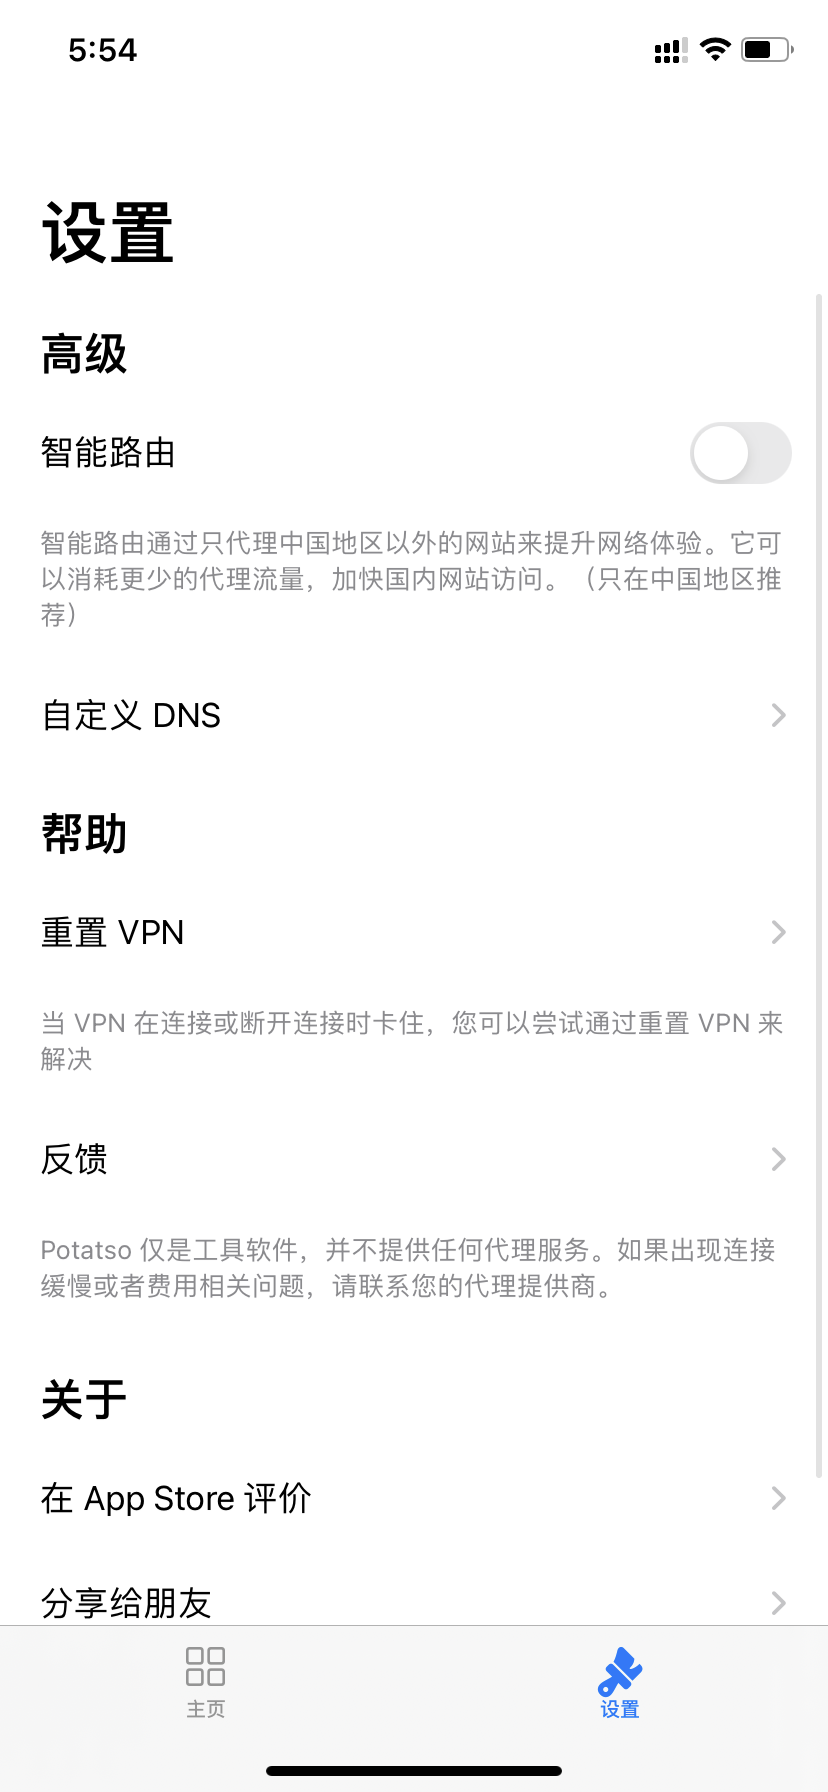 5:54
设置
高级
智能路由
智能路由通过只代理中国地区以外的网站来提升网络体验。它可
以消耗更少的代理流量，加快国内网站访问。（只在中国地区推
荐）
自定义 DNS
帮助
重置 VPN
当 VPN 在连接或断开连接时卡住，您可以尝试通过重置 VPN 来
解决
反馈
Potatso 仅是工具软件，并不提供任何代理服务。如果出现连接
缓慢或者费用相关问题，请联系您的代理提供商。
关于
在 App Store 评价
分享给朋友
主页
设置